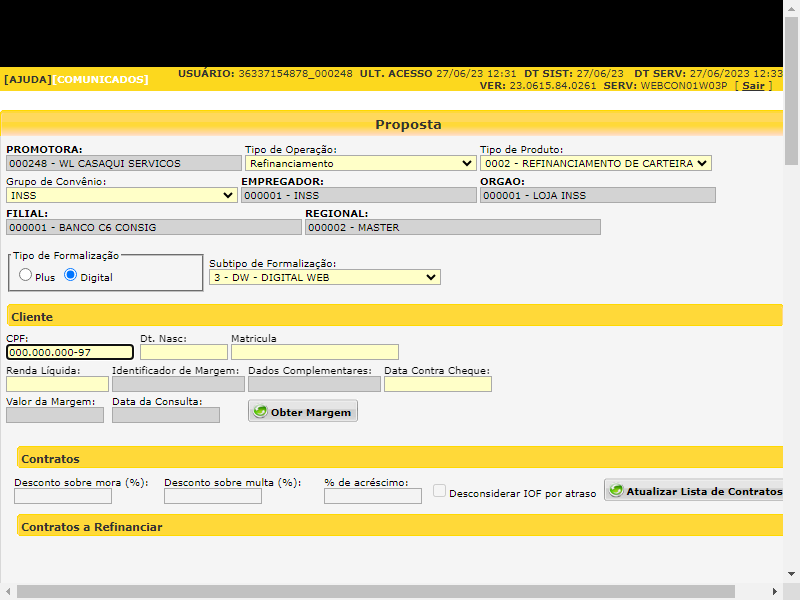 [AJUDA][COMUNICADOS] USUÁRIO: 36337154878_000248 ULT. ACESSO 27/06/23 12:31 DT SIST: 27/06/23 DT SERV: 27/06/2023 12:33
VER: 23.0615.84.0261 SERV: WEBCON01W03P [ Sair ]
Proposta
PROMOTORA: Tipo de Operação: Tipo de Produto:
000248 - WL CASAQUI SERVICOS Refinanciamento 0002 - REFINANCIAMENTO DE CARTEIRA
Grupo de Convênio: EMPREGADOR: ORGAO:
INSS 000001 - INSS 000001 - LOJA INSS
FILIAL: REGIONAL:
000001 - BANCO C6 CONSIG 000002 - MASTER
Tipo de Formalização Subtipo de Formalização:
Plus Digital 3 - DW - DIGITAL WEB
Cliente
CPF: Dt. Nasc: Matricula
000.000.000-97
Renda Líquida: Identificador de Margem: Dados Complementares: Data Contra Cheque:
Valor da Margem: Data da Consulta:
Obter Margem
Contratos
Desconto sobre mora (%): Desconto sobre multa (%): % de acréscimo:
Desconsiderar IOF por atraso Atualizar Lista de Contratos
Contratos a Refinanciar